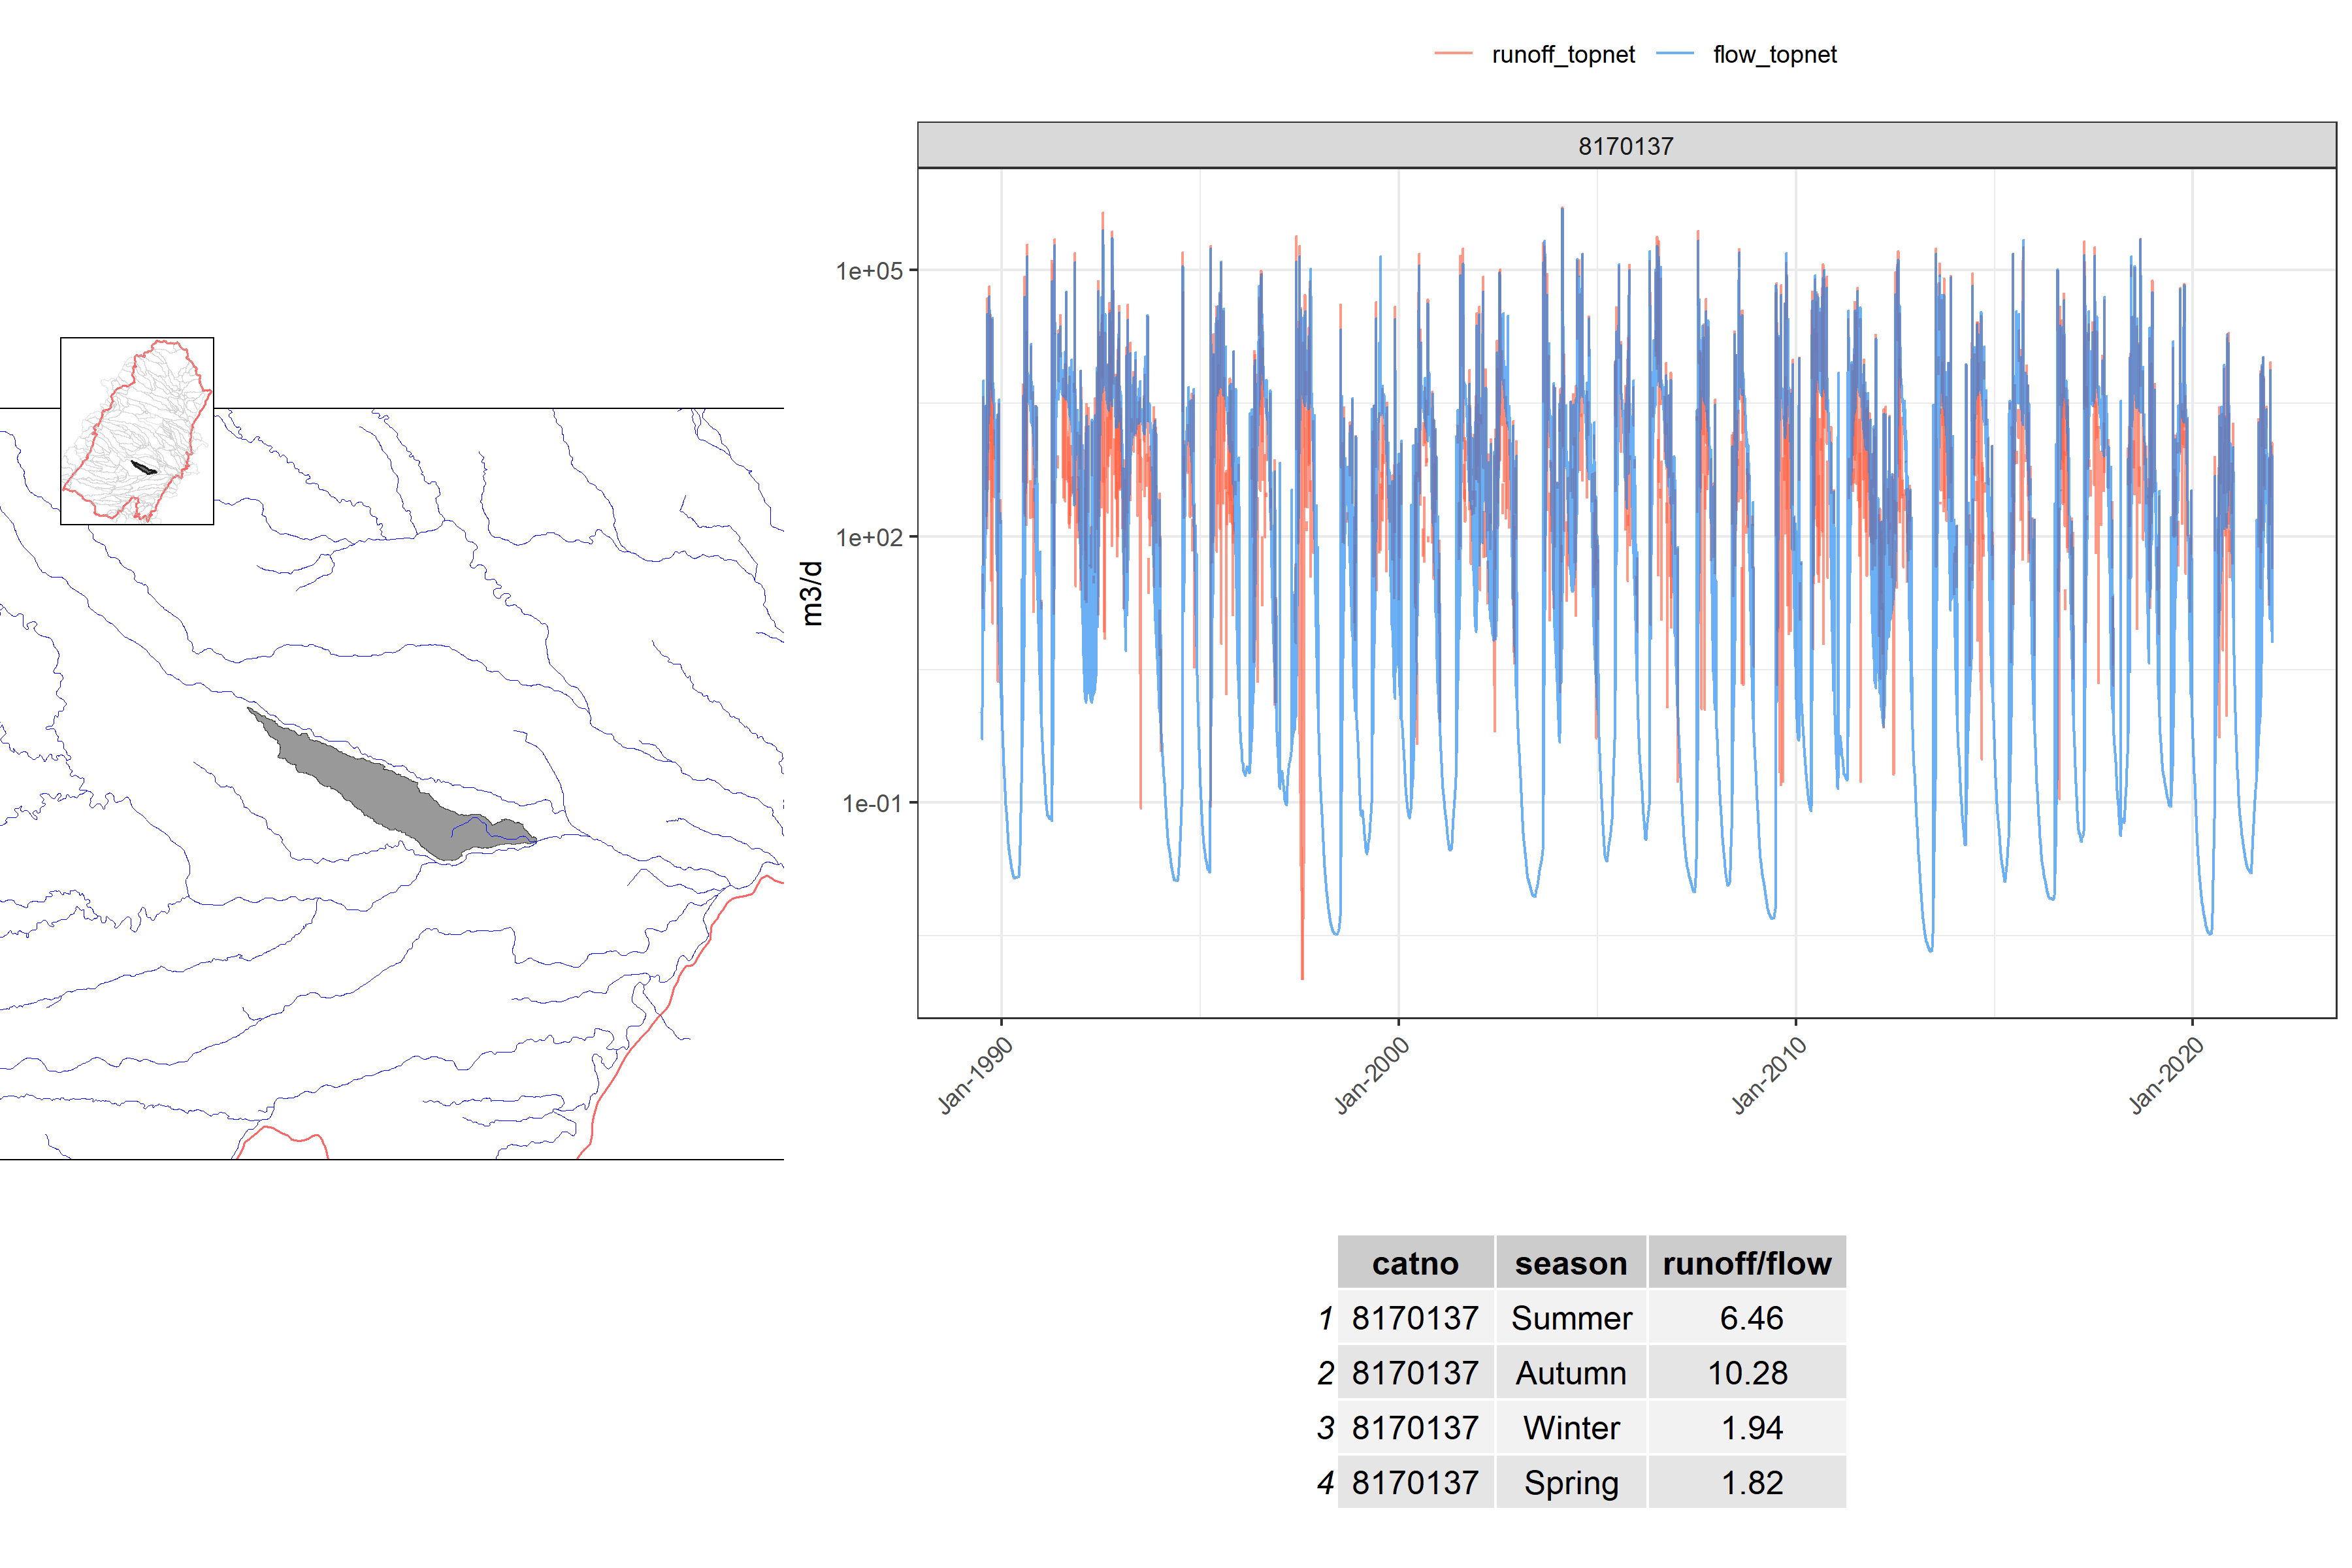 runoff_topnet flow_topnet
8170137
1e+05
1e+02
1e-01
m3/d
Jan-1990 Jan-2000 Jan-2010 Jan-2020
catno season runoff/flow
1 8170137 Summer 6.46
2 8170137 Autumn 10.28
3 8170137 Winter 1.94
4 8170137 Spring 1.82